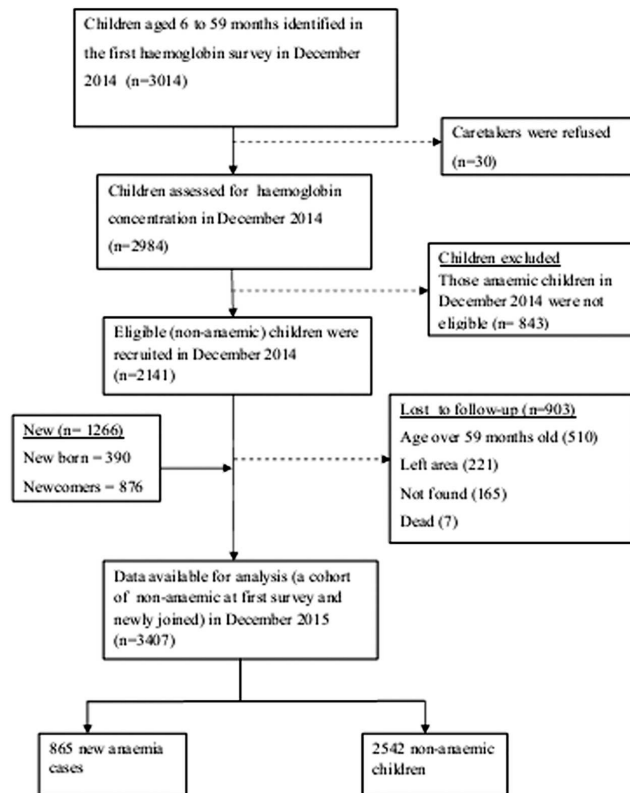 Children aged 6 to 59 months identified in
the first haemoglobin survey in December
2014 (n=3014)
Caretakers were refused
(n=30)
Children assessed for haemoglobin
concentration in December 2014
(n=2984)
Children excluded
Those anaemic children in
December 2014 were not
eligible (n= 843)
Eligible (non-anaemic) children were
recruited in December 2014
(n=2141)
New (n= 1266)
New born = 390
Newcomers = 876
Lost to follow-up (n=903)
Age over 59 months old (510)
Left area (221)
Not found (165)
Dead (7)
Data available for analysis (a cohort
of non-anaemic at first survey and
newly joined) in December 2015
(n=3407)
865 new anaemia
cases
2542 non-anaemic
children